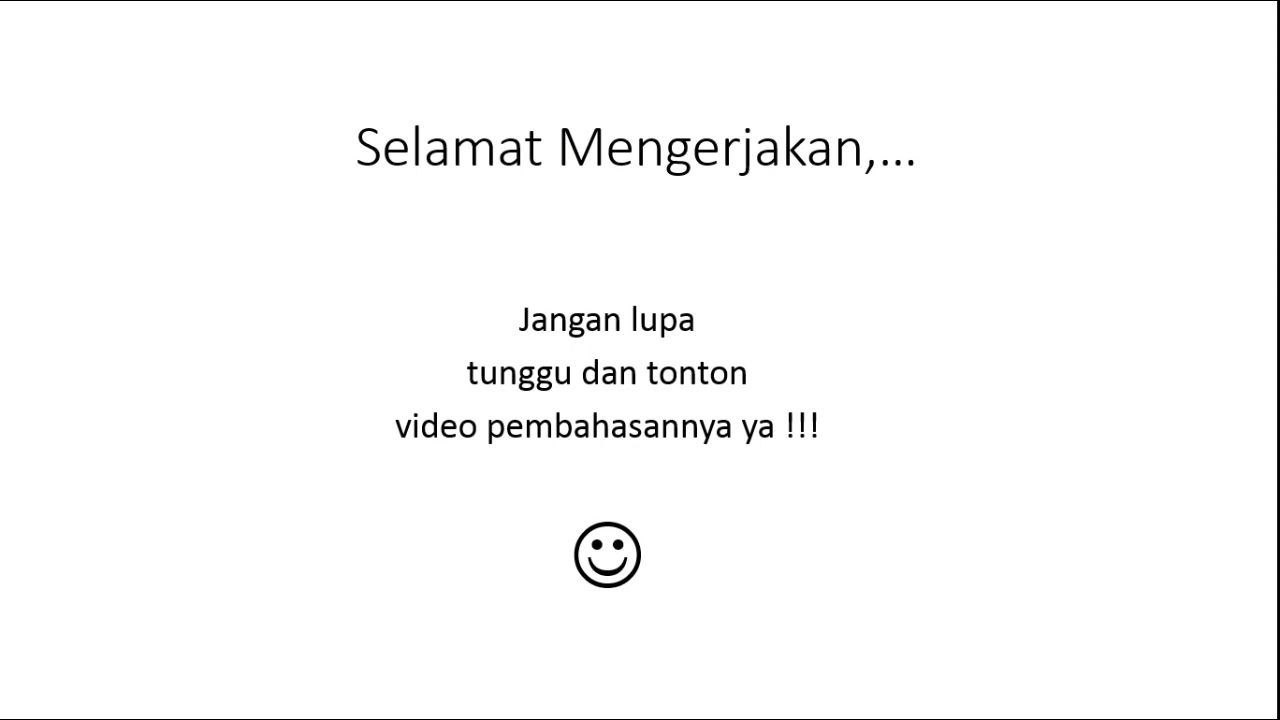 Selamat Mengerjakan,...
Jangan lupa
tunggu dan tonton
video pembahasannya ya !!!